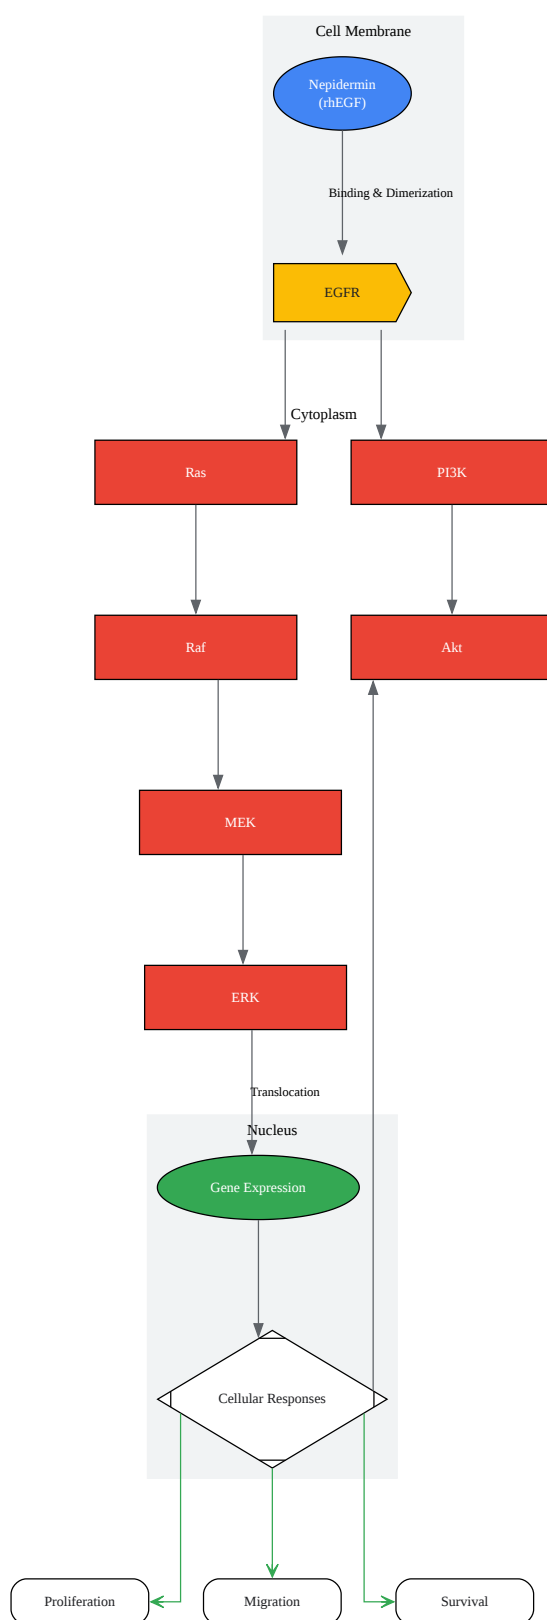 Cell Membrane
Nepidermin
(rhEGF)
Binding & Dimerization
EGFR
Cytoplasm
Ras
PI3K
Raf
Akt
MEK
ERK
Translocation
Nucleus
Gene Expression
Cellular Responses
Proliferation
Migration
Survival